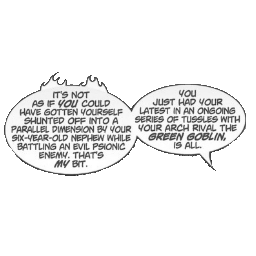 IT'S NOT
AS IF YOU COULD
HAVE GOTTEN YOURSELF
SHUNTED OFF INTO A
PARALLEL DIMENSION BY YOUR
SIX-YEAR-OLD NEPHEW WHILE
BATTLING AN EVIL PSIONIC
ENEMY. THAT'S
MY BIT.
YOU
JUST HAD YOUR
LATEST IN AN ONGOING
SERIES OF TUSSLES WITH
YOUR ARCH RIVAL THE
GREEN GOBLIN,
IS ALL.